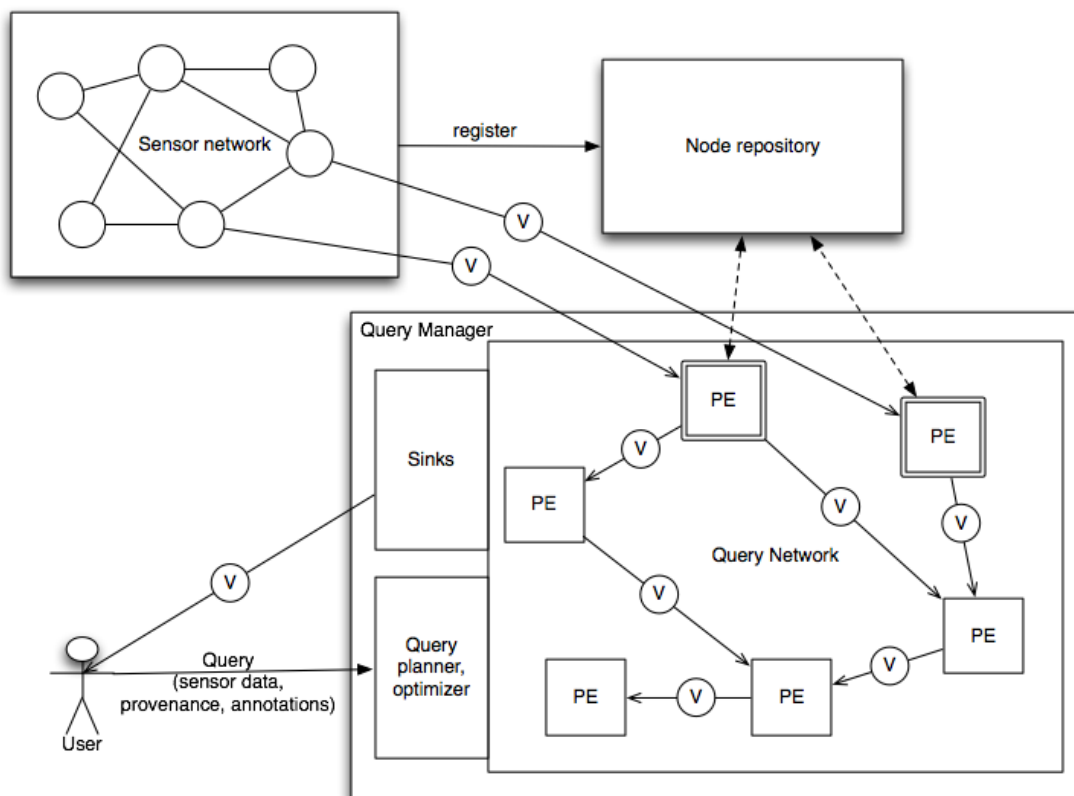 Sensor network
register
Node repository
V
V
Query Manager
PE
PE
V
Sinks
PE
V
V
Query Network
V
V
PE
Query
planner,
optimizer
V
PE
V
PE
Query
(sensor data,
provenance, annotations)
User